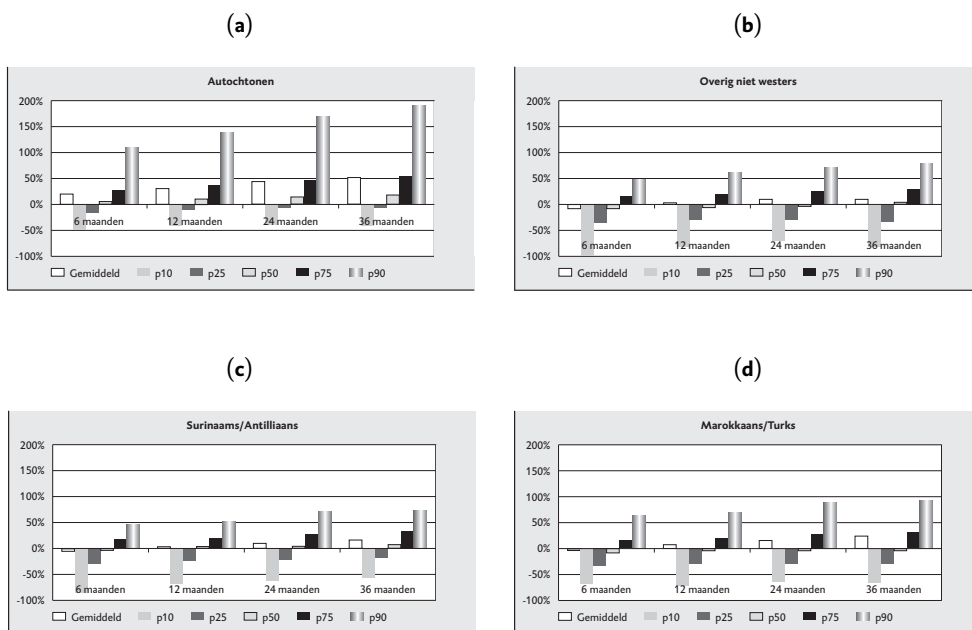 (a)
Autochtonen
200%
150%
100%
50%
0%
-50%
-100%
6 maanden 12 maanden 24 maanden 36 maanden
Gemiddeld p10 p25 p50 p75 p90
(b)
Overig niet westers
200%
150%
100%
50%
0%
-50%
-100%
6 maanden 12 maanden 24 maanden 36 maanden
Gemiddeld p10 p25 p50 p75 p90
(c)
Surinaams/Antilliaans
200%
150%
100%
50%
0%
-50%
-100%
6 maanden 12 maanden 24 maanden 36 maanden
Gemiddeld p10 p25 p50 p75 p90
(d)
Marokkaans/Turks
200%
150%
100%
50%
0%
-50%
-100%
6 maanden 12 maanden 24 maanden 36 maanden
Gemiddeld p10 p25 p50 p75 p90